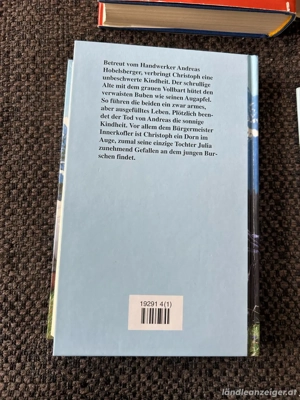 Betreut vom Handwerker Andreas
Hobelsberger, verbringt Christoph eine
unbeschwerte Kindheit. Der schrullige
Alte mit dem grauen Vollbart hütet den
verwaisten Buben wie seinen Augapfel.
So führen die beiden ein zwar armes,
aber ausgefülltes Leben. Plötzlich been-
det der Tod von Andreas die sonnige
Kindheit. Vor allem dem Bürgermeister
Innerkofler ist Christoph ein Dorn im
Auge, zumal seine einzige Tochter Julia
zunehmend Gefallen an dem jungen Bur-
schen findet.
19291 4(1)
ländleanzeiger.at